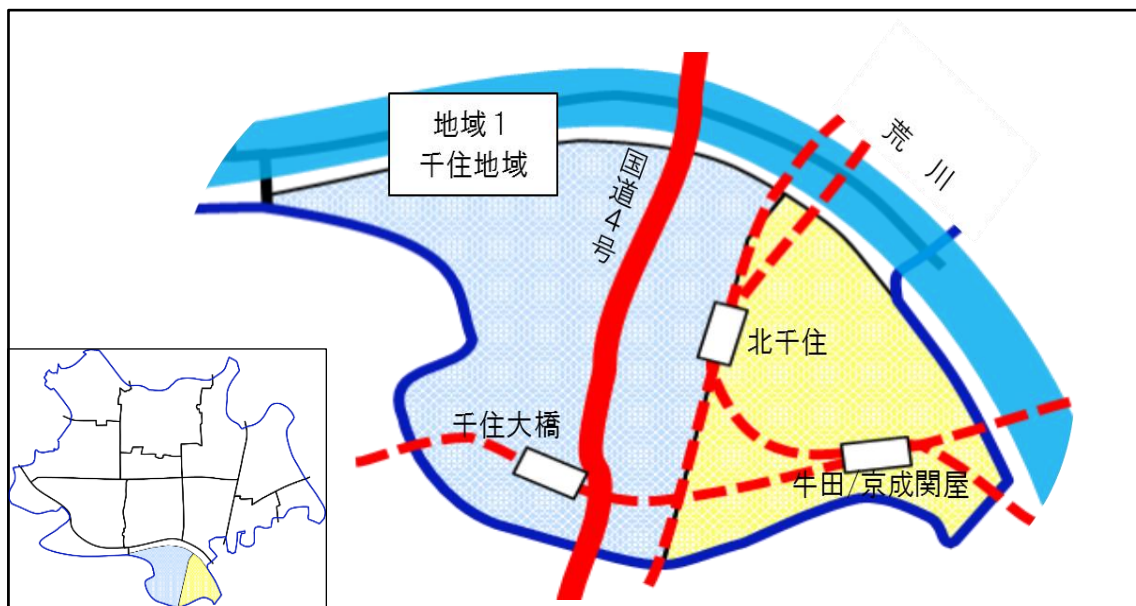 地域１
千住地域
国道４号
荒川
北千住
千住大橋
牛田/京成関屋